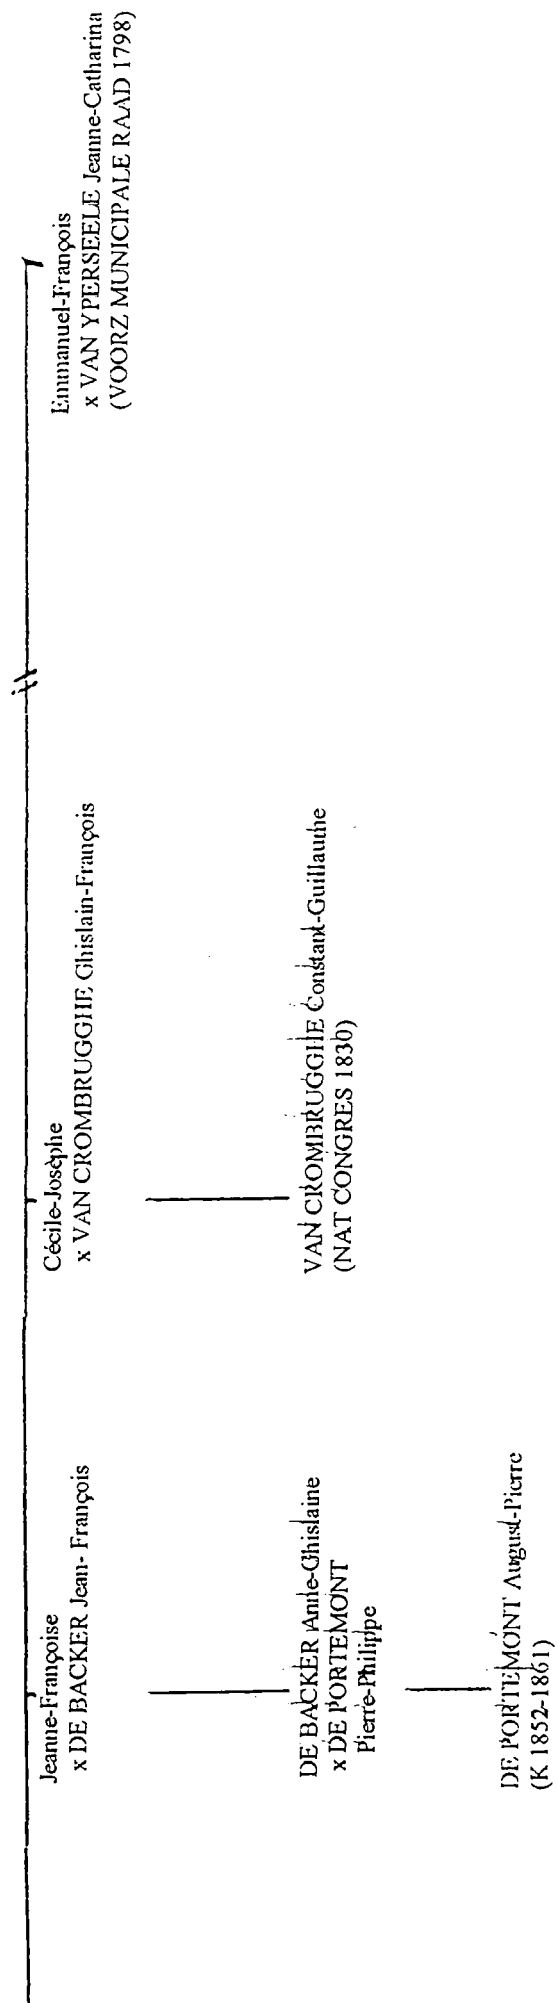 Jeanne-Françoise
x DE BACKER Jean- François
DE BACKER Anne-Ghislaine
x DE PORTEMONT
Pierre-Philippe
DE PORTEMONT August-Pierre
(K 1852-1861)
Cécile-Josèphe
x VAN CROMBRUGGHE Ghislain-François
VAN CROMBRUGGHE Constant-Guillauthe
(NAT CONGRES 1830)
Emmanuel-François
x VAN YPERSEELE Jeanne-Catharina
(VOORZ MUNICIPALE RAAD 1798)